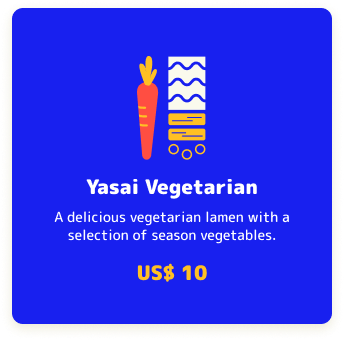 Yasai Vegetarian
A delicious vegetarian lamen with a
selection of season vegetables.
US$ 10